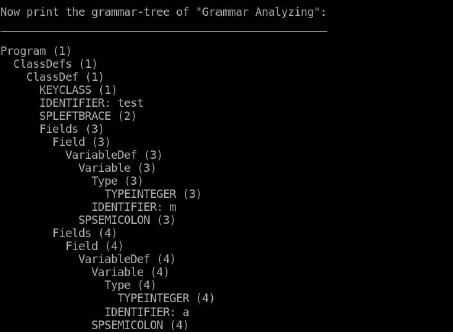 Now print the grammar-tree of "Grammar Analyzing":
Program (1)
ClassDefs (1)
ClassDef (1)
KEYCLASS (1)
IDENTIFIER: test
SPLEFTBRACE (2)
Fields (3)
Field (3)
VariableDef (3)
Variable (3)
Type (3)
TYPEINTEGER (3)
IDENTIFIER: m
SPSEMICOLON (3)
Fields (4)
Field (4)
VariableDef (4)
Variable (4)
Type (4)
TYPEINTEGER (4)
IDENTIFIER: a
SPSEMICOLON (4)